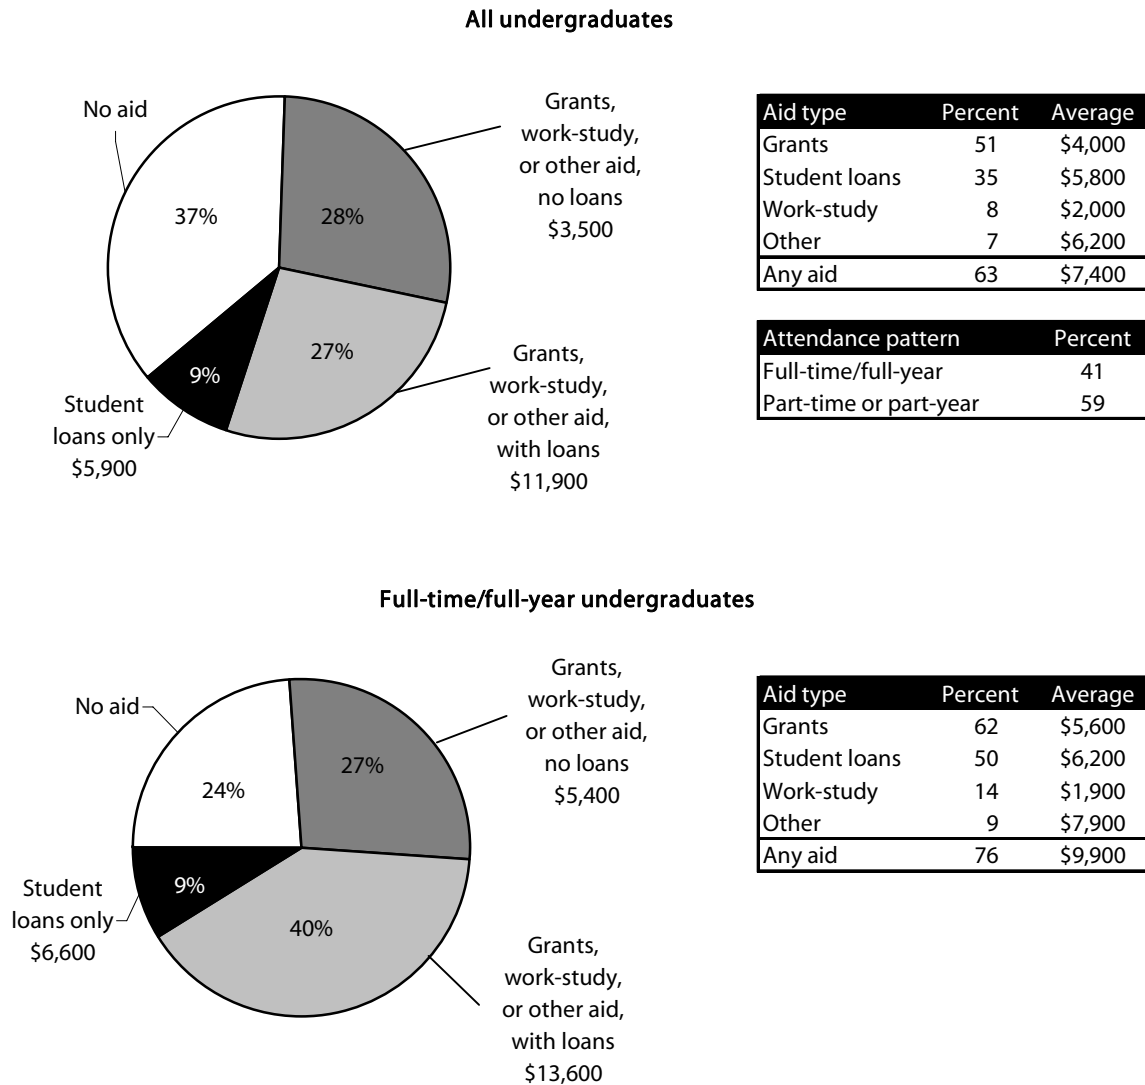 All undergraduates
No aid
37%
Grants,
work-study,
or other aid,
no loans
$3,500
28%
27%
Grants,
work-study,
or other aid,
with loans
$11,900
9%
Student
loans only
$5,900
Aid type Percent Average
Grants 51 $4,000
Student loans 35 $5,800
Work-study 8 $2,000
Other 7 $6,200
Any aid 63 $7,400
Attendance pattern Percent
Full-time/full-year 41
Part-time or part-year 59
Full-time/full-year undergraduates
No aid
24%
Grants,
work-study,
or other aid,
no loans
$5,400
27%
9%
Student
loans only
$6,600
40%
Grants,
work-study,
or other aid,
with loans
$13,600
Aid type Percent Average
Grants 62 $5,600
Student loans 50 $6,200
Work-study 14 $1,900
Other 9 $7,900
Any aid 76 $9,900